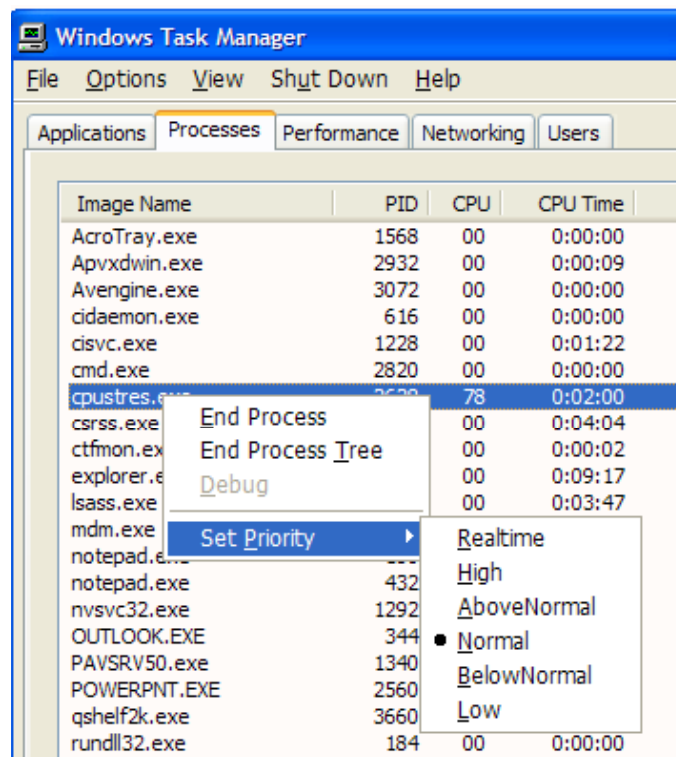 Windows Task Manager
File Options View Shut Down Help
Applications Processes Performance Networking Users
Image Name PID CPU CPU Time
AcroTray.exe 1568 00 0:00:00
Apvxdwin.exe 2932 00 0:00:09
Avengine.exe 3072 00 0:00:00
cidaemon.exe 616 00 0:00:00
cisvc.exe 1228 00 0:01:22
cmd.exe 2820 00 0:00:00
78 0:02:00
csrss.exe 00 0:04:04
00 0:00:02
00 0:09:17
lsass.exe 00 0:03:47
mdm.exe
notepad.exe 432
nvsvc32.exe 1292
OUTLOOK.EXE 344
PAVSRV50.exe 1340
POWERPNT.EXE 2560
qshelf2k.exe 3660
rundll32.exe 184 00 0:00:00
End Process
End Process Tree
Debug
Set Priority
Realtime
High
AboveNormal
Normal
BelowNormal
Low